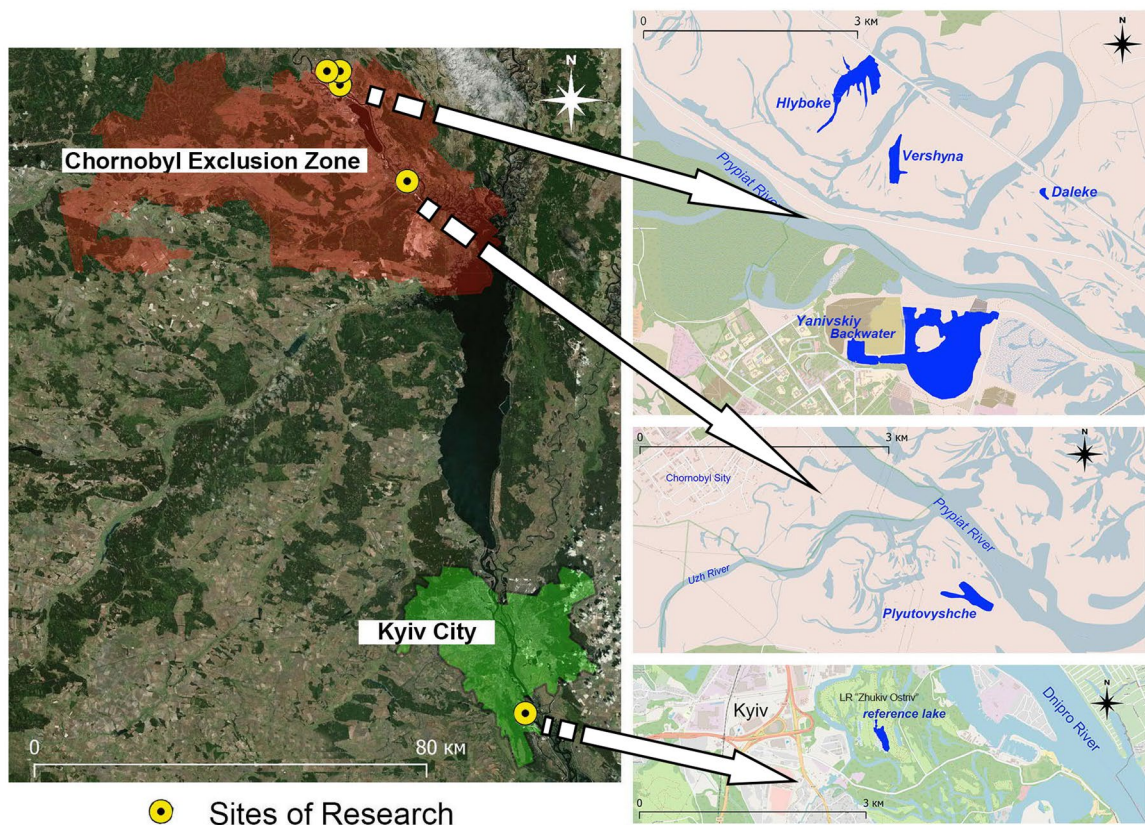 Chornobyl Exclusion Zone
Kyiv City
0
80 км
Sites of Research
0
3 км
N
Hlyboke
Vershyna
Daleke
Prypiat River
Yanivskiy
Backwater
0
3 км
N
Chornobyl Sity
Prypiat River
Uzh River
Plyutovyshche
N
LR "Zhukiv Ostriv"
Kyiv
reference lake
Dnipro River
0
3 км